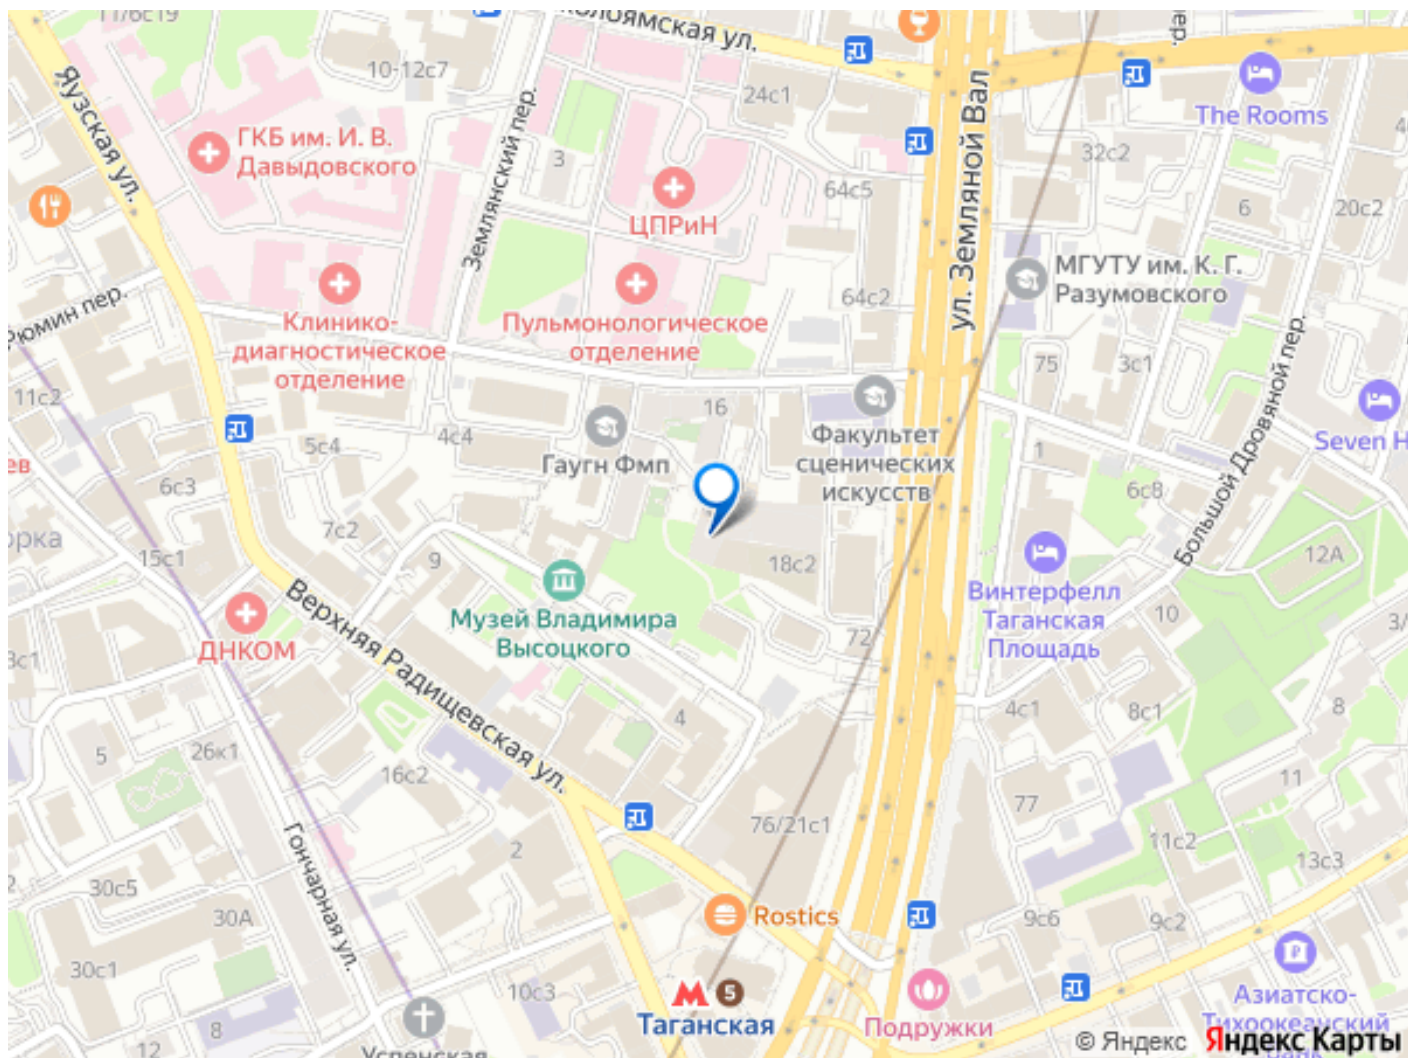 11/6с19
10-12с7
24с1
The Rooms
Яузская ул.
ГКБ им. И. В.
Давыдовского
Землянский пер.
3
ЦПРиН
64с5
ул. Земляной Вал
32с2
6
20с2
МГУТУ им. К. Г.
Разумовского
Рюмин пер.
Клинико-
диагностическое
отделение
Пульмонологическое
отделение
64с2
75
3с1
11с2
16
5с4
4с4
Гаугн Фмп
Факультет
сценических
искусств
1
Большой Дровяной пер.
6с3
7с2
6с8
15с1
9
18с2
12А
Музей Владимира
Высоцкого
Винтерфелл
Таганская
Площадь
10
ДНКОМ
Верхняя Радищевская ул.
72
4
4с1
8с1
8
5
26к1
16с2
11
77
76/21с1
11с2
2
13с3
30с5
Гончарная ул.
30А
Rostics
9с6
9с2
30с1
10с3
5
Таганская
Подружки
Азиатско-
Тихоокеанский
8
12
Успенская
© Яндекс Яндекс Карты